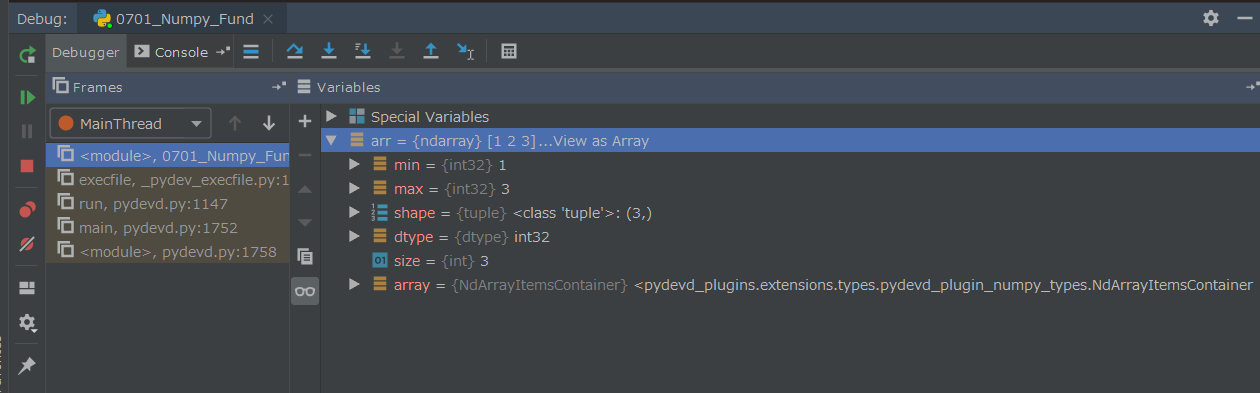 Debug: 0701_Numpy_Fund
Debugger Console
Frames
Variables
MainThread
<module>, 0701_Numpy_Fun
execfile, _pydev_execfile.py:1
run, pydevd.py:1147
main, pydevd.py:1752
<module>, pydevd.py:1758
Special Variables
arr = {ndarray} [1 2 3]...View as Array
min = {int32} 1
max = {int32} 3
shape = {tuple} <class 'tuple'>: (3,)
dtype = {dtype} int32
01 size = {int} 3
array = {NdArrayItemsContainer} <pydevd_plugins.extensions.types.pydevd_plugin_numpy_types.NdArrayItemsContainer